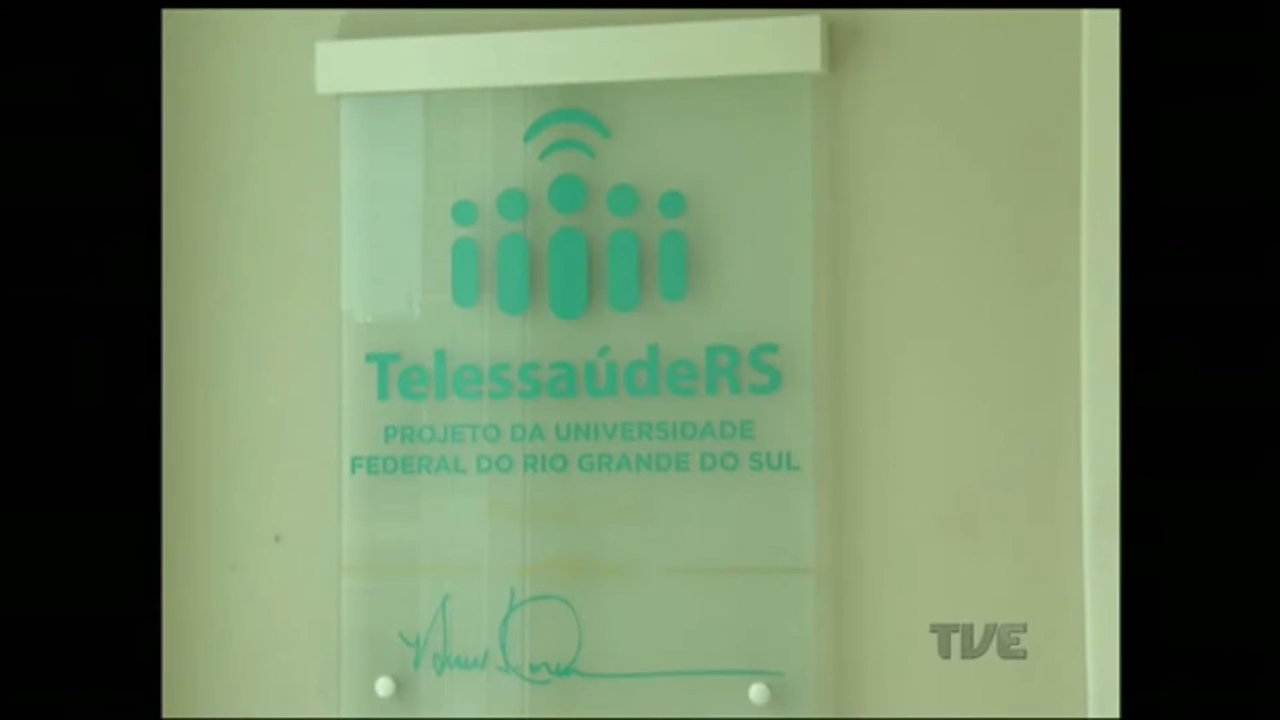 TelessaúdeRS
PROJETO DA UNIVERSIDADE
FEDERAL DO RIO GRANDE DO SUL
TVE